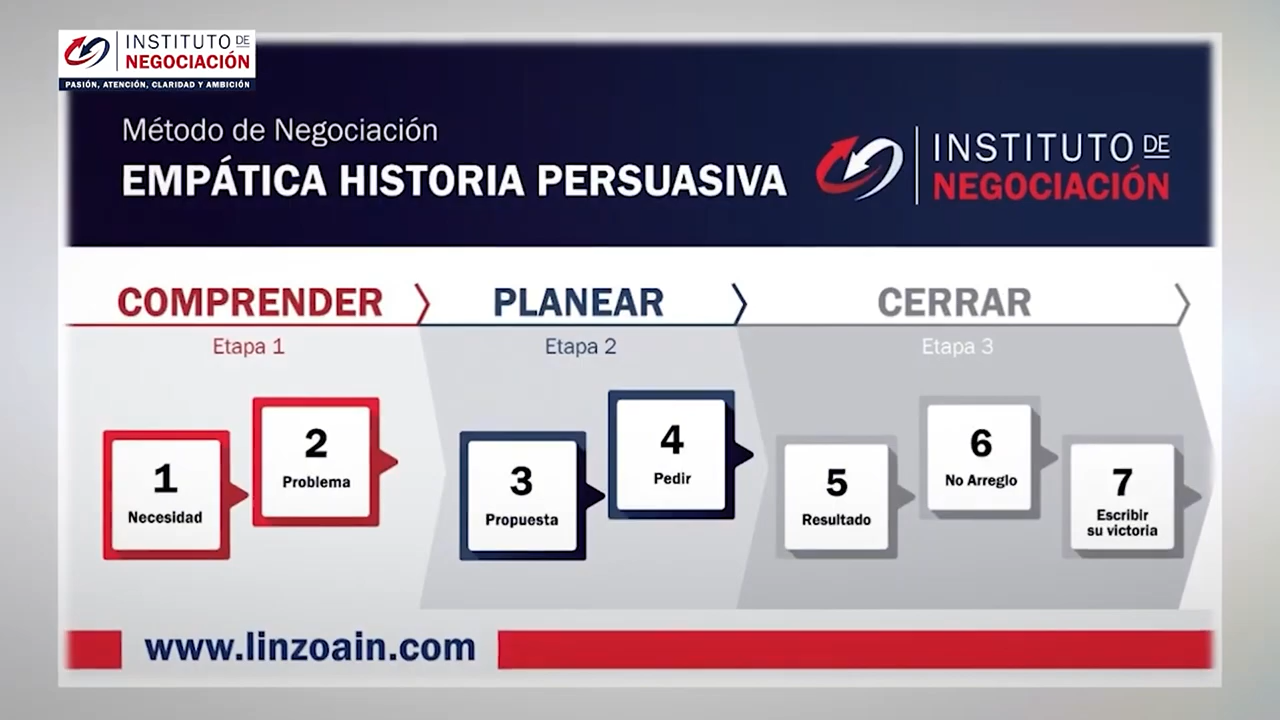 INSTITUTO DE
NEGOCIACIÓN
PASIÓN, ATENCIÓN, CLARIDAD Y AMBICIÓN
Método de Negociación
EMPÁTICA HISTORIA PERSUASIVA
INSTITUTO DE
NEGOCIACIÓN
COMPRENDER
PLANEAR
CERRAR
Etapa 1
Etapa 2
Etapa 3
1
Necesidad
2
Problema
3
Propuesta
4
Pedir
5
Resultado
6
No Arreglo
7
Escribir
su victoria
www.linzoain.com